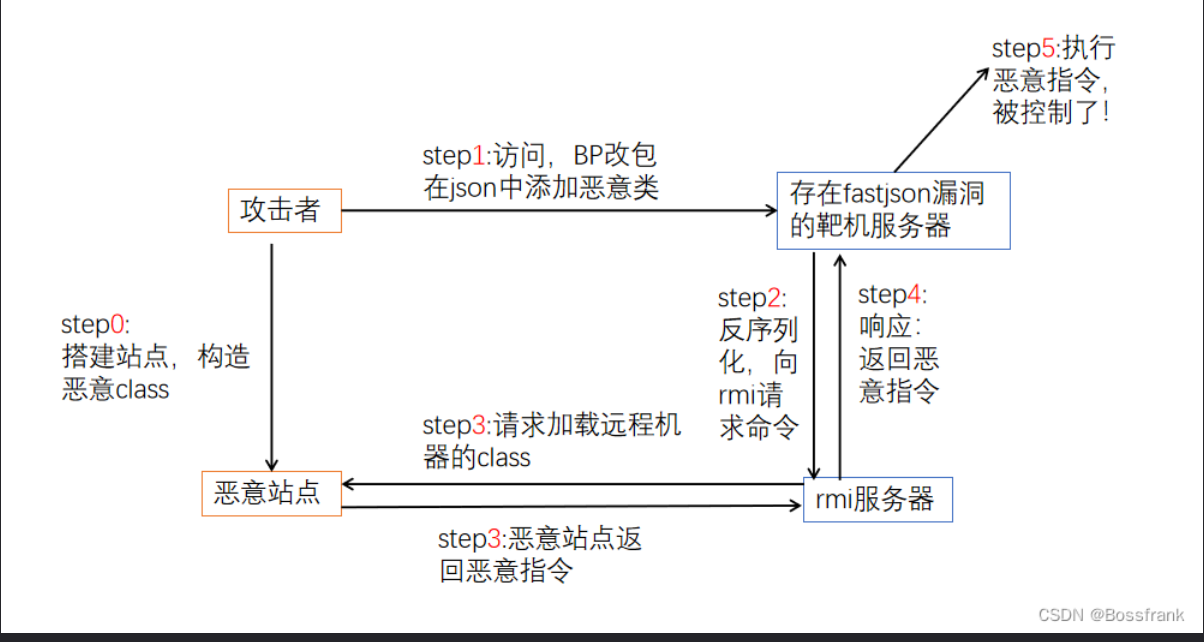 step5:执行
恶意指令，
被控制了！
step1:访问，BP改包
在json中添加恶意类
攻击者
存在fastjson漏洞
的靶机服务器
step0:
搭建站点，构造
恶意class
step2:
反序列
化，向
rmi请
求命令
step4:
响应：
返回恶
意指令
step3:请求加载远程机
器的class
恶意站点
rmi服务器
step3:恶意站点返
回恶意指令
CSDN @Bossfrank